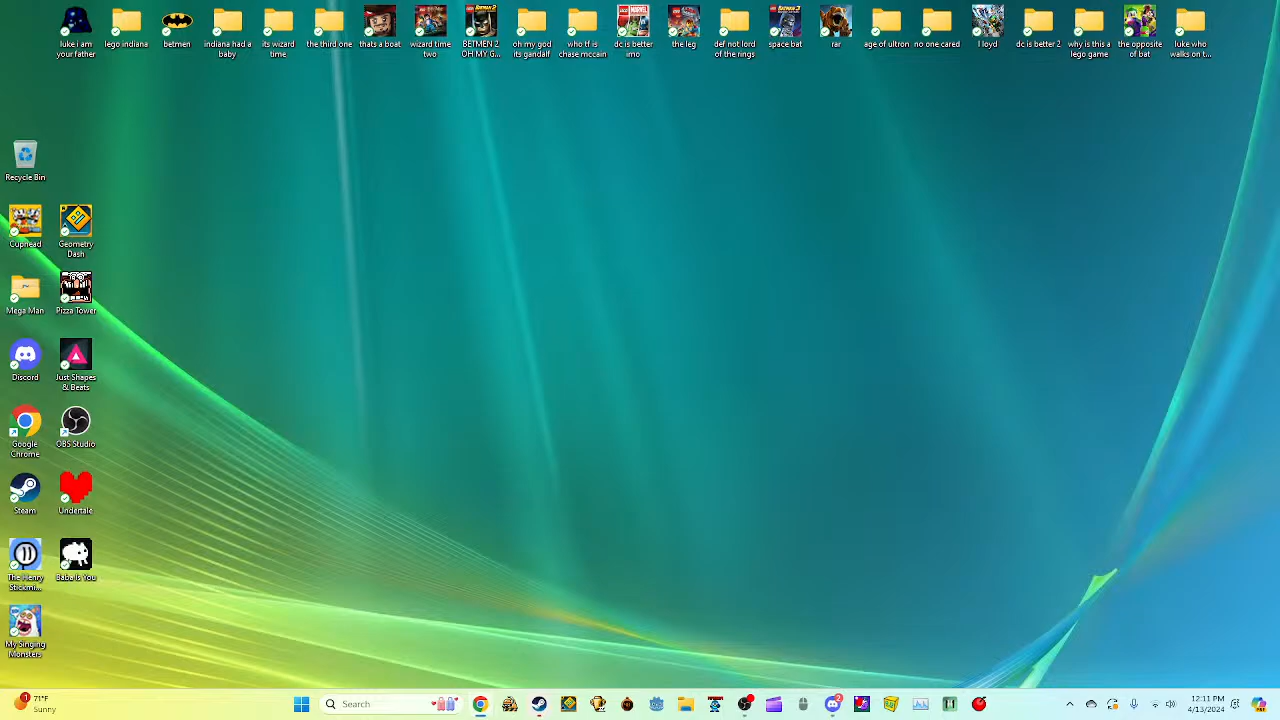 luke i am
your father
lego indiana
betmen
indiana had a
baby
its wizard
time
the third one
thats a boat
wizard time
two
BETMEN 2
OH MY G...
oh my god
its gandalf
who tf is
chase mccain
dc is better
imo
the leg
def not lord
of the rings
space bat
rar
age of ultron
no one cared
l loyd
dc is better 2
why is this a
lego game
the opposite
of bat
luke who
walks on t...
Recycle Bin
Cuphead
Geometry
Dash
Mega Man
Pizza Tower
Discord
Just Shapes
& Beats
Google
Chrome
OBS Studio
Steam
Undertale
The Henry
Stickmi...
Baba Is You
My Singing
Monsters
71°F
Sunny
Search
12:11 PM
4/13/2024